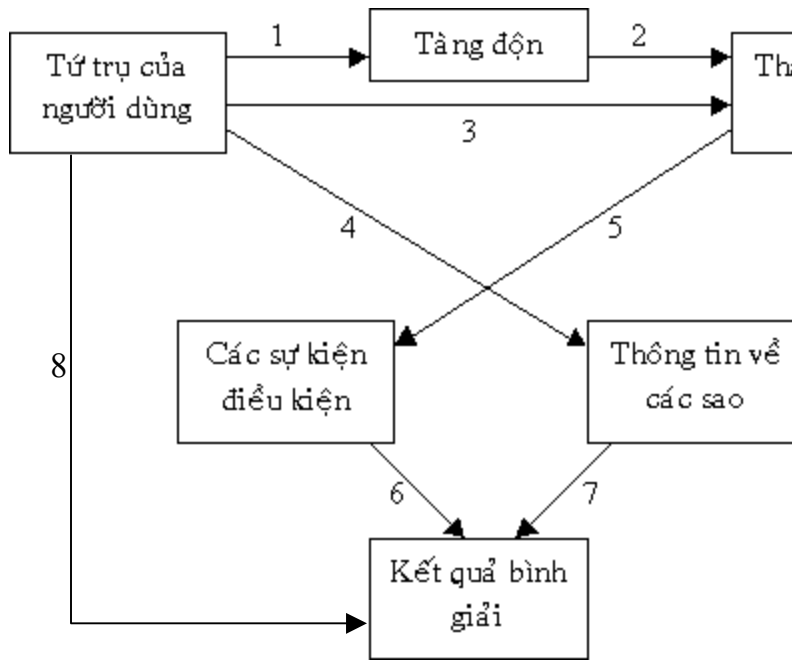 1
Tàng độn
2
Tứ trụ của
người dùng
3
4
5
8
Các sự kiện
điều kiện
Thông tin về
các sao
6
7
Kết quả bình
giải